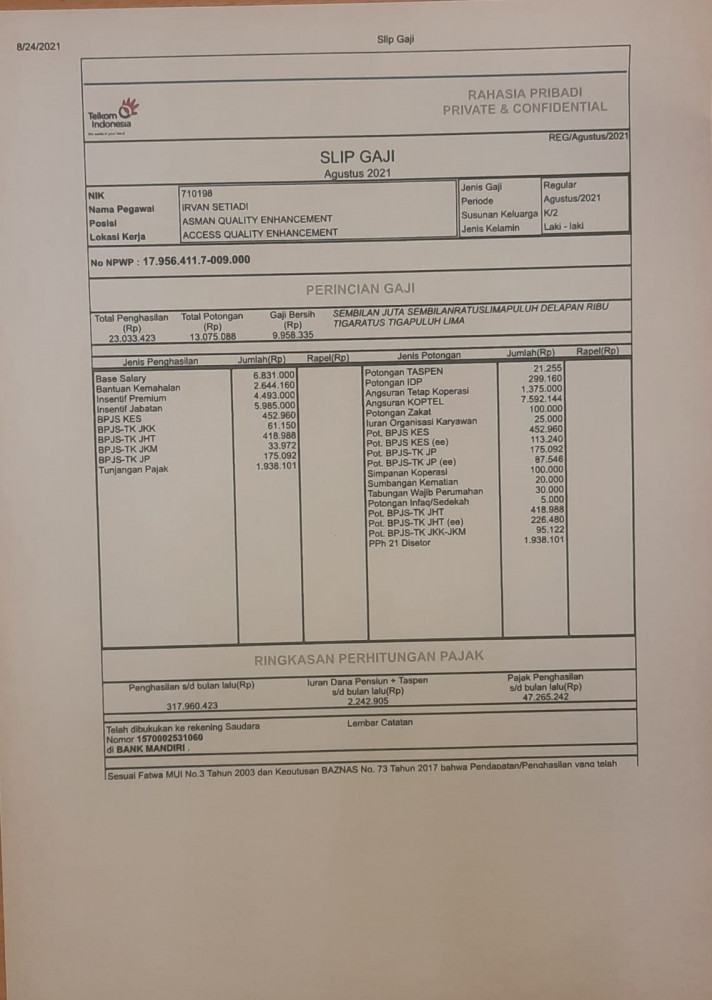 8/24/2021
Slip Gaji
RAHASIA PRIBADI
PRIVATE & CONFIDENTIAL
Telkom
Indonesia
REG/Agustus/2021
SLIP GAJI
Agustus 2021
NIK 710198
Nama Pegawai IRVAN SETIADI
Posisi ASMAN QUALITY ENHANCEMENT
Lokasi Kerja ACCESS QUALITY ENHANCEMENT
Jenis Gaji Regular
Periode Agustus/2021
Susunan Keluarga K/2
Jenis Kelamin Laki - laki
No NPWP : 17.956.411.7-009.000
PERINCIAN GAJI
Total Penghasilan (Rp) 23.033.423
Total Potongan (Rp) 13.075.088
Gaji Bersih (Rp) 9.958.335
SEMBILAN JUTA SEMBILANRATUSLIMAPULUH DELAPAN RIBU
TIGARATUS TIGAPULUH LIMA
Jenis Penghasilan Jumlah(Rp) Rapel(Rp)
Base Salary 6.831.000
Bantuan Kemahalan 2.644.160
Insentif Premium 4.493.000
Insentif Jabatan 5.985.000
BPJS KES 452.960
BPJS-TK JKK 61.150
BPJS-TK JHT 418.988
BPJS-TK JKM 33.972
BPJS-TK JP 175.092
Tunjangan Pajak 1.938.101
Jenis Potongan Jumlah(Rp) Rapel(Rp)
Potongan TASPEN 21.255
Potongan IDP 299.160
Angsuran Tetap Koperasi 1.375.000
Angsuran KOPTEL 7.592.144
Potongan Zakat 100.000
Iuran Organisasi Karyawan 25.000
Pot. BPJS KES 452.960
Pot. BPJS KES (ee) 113.240
Pot. BPJS-TK JP 175.092
Pot. BPJS-TK JP (ee) 87.546
Simpanan Koperasi 100.000
Sumbangan Kematian 20.000
Tabungan Wajib Perumahan 30.000
Potongan Infaq/Sedekah 5.000
Pot. BPJS-TK JHT 418.988
Pot. BPJS-TK JHT (ee) 226.480
Pot. BPJS-TK JKK-JKM 95.122
PPh 21 Disetor 1.938.101
RINGKASAN PERHITUNGAN PAJAK
Penghasilan s/d bulan lalu(Rp)
317.960.423
Iuran Dana Pensiun + Taspen
s/d bulan lalu(Rp)
2.242.905
Pajak Penghasilan
s/d bulan lalu(Rp)
47.265.242
Telah dibukukan ke rekening Saudara
Nomor 1570002531060
di BANK MANDIRI .
Lembar Catatan
Sesuai Fatwa MUI No.3 Tahun 2003 dan Keputusan BAZNAS No. 73 Tahun 2017 bahwa Pendapatan/Penghasilan yang telah